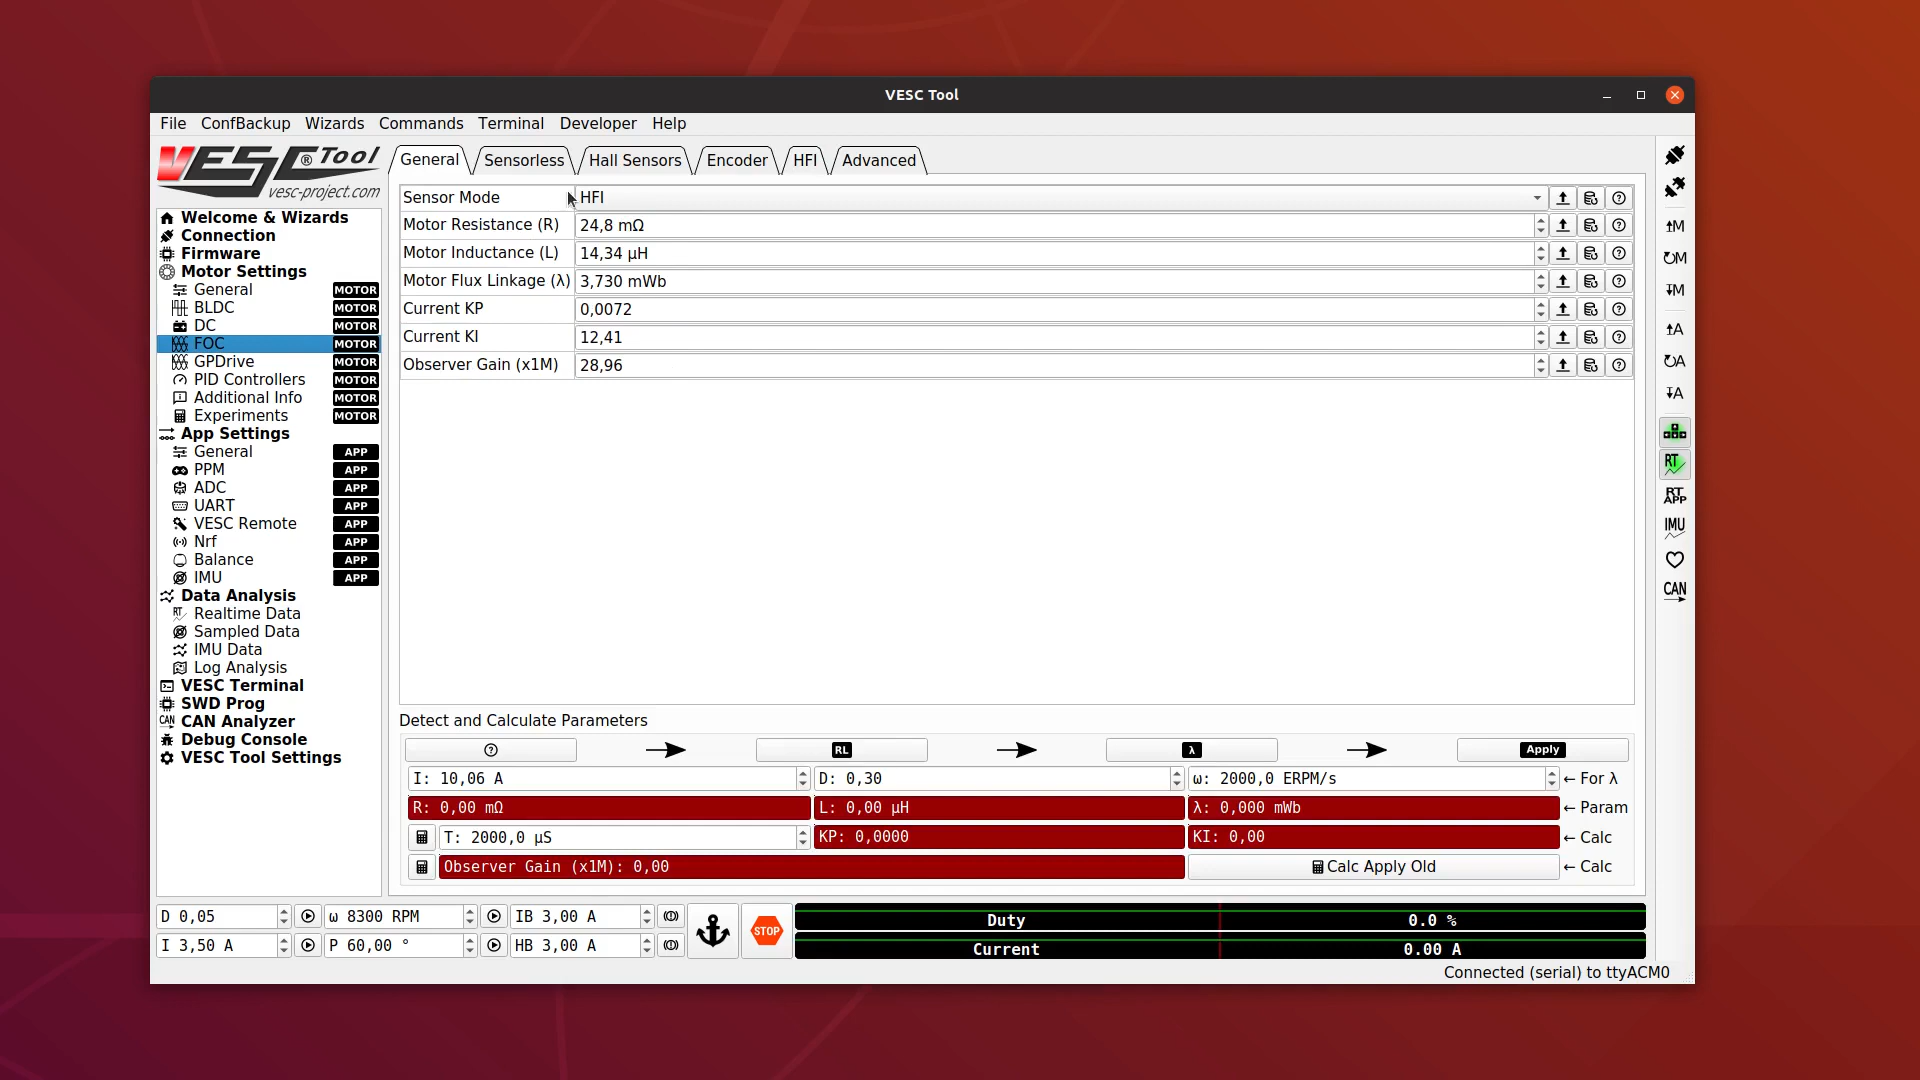 VESC Tool
File ConfBackup Wizards Commands Terminal Developer Help
VESC® Tool
vesc-project.com
General Sensorless Hall Sensors Encoder HFI Advanced
Welcome & Wizards
Connection
Firmware
Motor Settings
General MOTOR
BLDC MOTOR
DC MOTOR
FOC MOTOR
GPDrive MOTOR
PID Controllers MOTOR
Additional Info MOTOR
Experiments MOTOR
App Settings
General APP
PPM APP
ADC APP
UART APP
VESC Remote APP
Nrf APP
Balance APP
IMU APP
Data Analysis
RT Realtime Data
Sampled Data
IMU Data
Log Analysis
VESC Terminal
SWD Prog
CAN CAN Analyzer
Debug Console
VESC Tool Settings
Sensor Mode HFI
Motor Resistance (R) 24,8 mΩ
Motor Inductance (L) 14,34 µH
Motor Flux Linkage (λ) 3,730 mWb
Current KP 0,0072
Current KI 12,41
Observer Gain (x1M) 28,96
Detect and Calculate Parameters
? RL λ Apply
I: 10,06 A D: 0,30 ω: 2000,0 ERPM/s ← For λ
R: 0,00 mΩ L: 0,00 µH λ: 0,000 mWb ← Param
T: 2000,0 µS KP: 0,0000 KI: 0,00 ← Calc
Observer Gain (x1M): 0,00 Calc Apply Old ← Calc
M
M
M
A
A
A
RT
RT APP
IMU
CAN
D 0,05 ω 8300 RPM IB 3,00 A
I 3,50 A P 60,00 ° HB 3,00 A
STOP
Duty 0.0 %
Current 0.00 A
Connected (serial) to ttyACM0